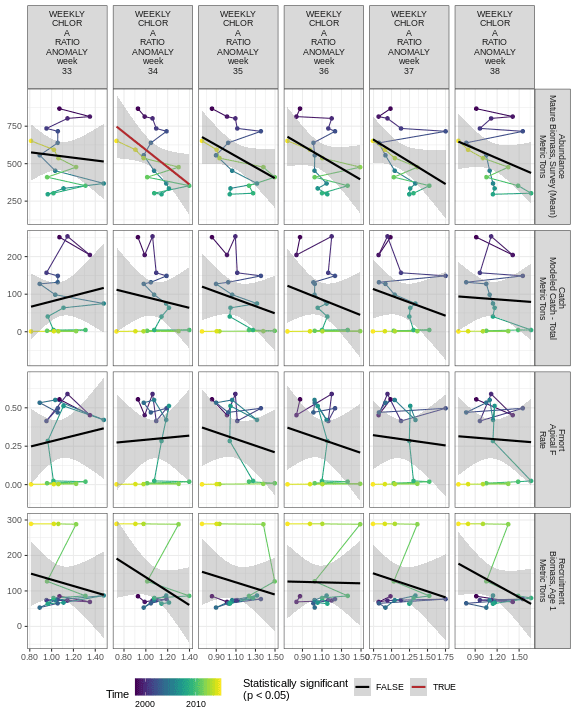 WEEKLY
CHLOR
A
RATIO
ANOMALY
week
33
WEEKLY
CHLOR
A
RATIO
ANOMALY
week
34
WEEKLY
CHLOR
A
RATIO
ANOMALY
week
35
WEEKLY
CHLOR
A
RATIO
ANOMALY
week
36
WEEKLY
CHLOR
A
RATIO
ANOMALY
week
37
WEEKLY
CHLOR
A
RATIO
ANOMALY
week
38
750
500
250
Abundance
Mature Biomass, Survey (Mean)
Metric Tons
200
100
0
Catch
Modeled Catch - Total
Metric Tons
0.50
0.25
0.00
Fmort
Apical F
Rate
300
200
100
0
Recruitment
Biomass, Age 1
Metric Tons
0.80 1.00 1.20 1.40
0.80 1.00 1.20 1.40
0.90 1.10 1.30 1.50
0.90 1.10 1.30 1.50
0.75 1.00 1.25 1.50 1.75
0.90 1.20 1.50
Time
2000 2010
Statistically significant
(p < 0.05)
FALSE
TRUE